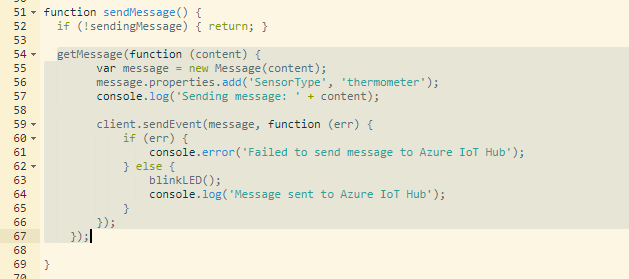 51 function sendMessage() {
52   if (!sendingMessage) { return; }
53
54   getMessage(function (content) {
55         var message = new Message(content);
56         message.properties.add('SensorType', 'thermometer');
57         console.log('Sending message: ' + content);
58
59         client.sendEvent(message, function (err) {
60             if (err) {
61                 console.error('Failed to send message to Azure IoT Hub');
62             } else {
63                 blinkLED();
64                 console.log('Message sent to Azure IoT Hub');
65             }
66         });
67     });
68
69 }
70